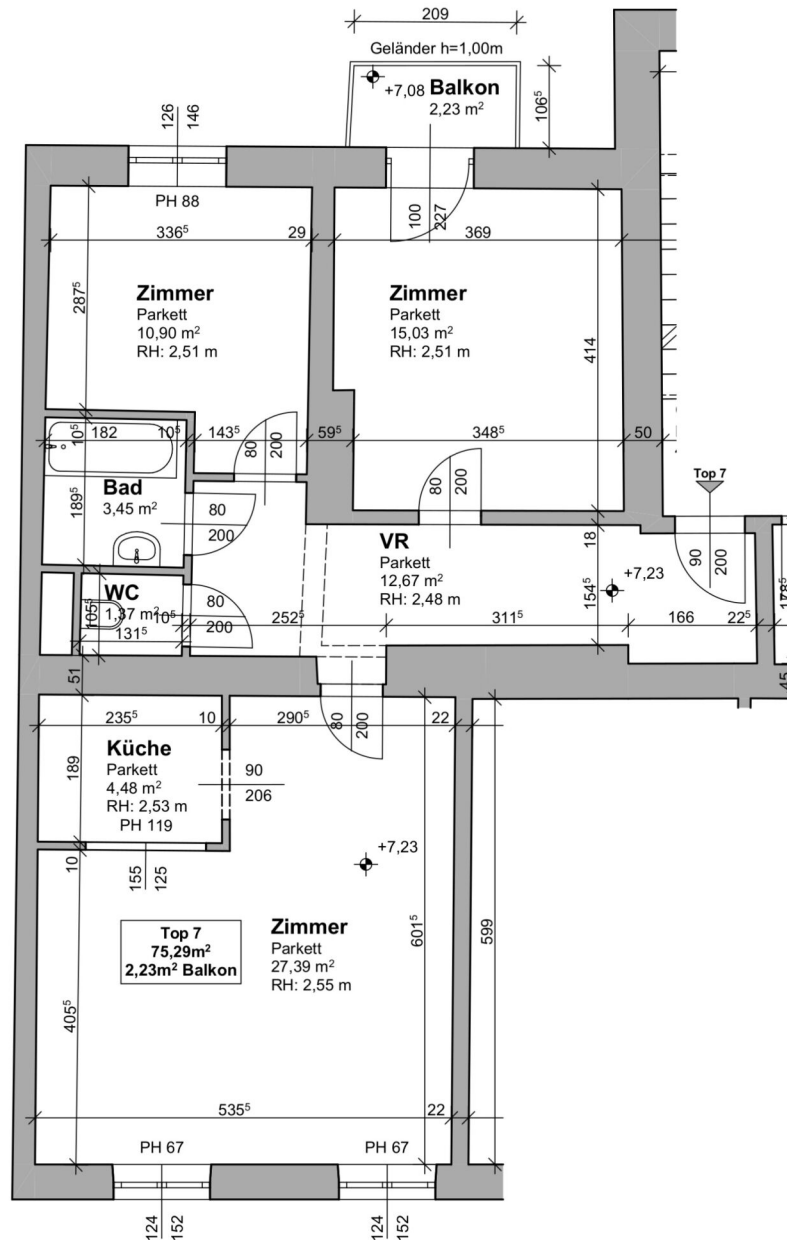 209
Geländer h=1,00m
+7,08 Balkon
2,23 m²
106⁵
126
146
PH 88
100
227
336⁵
29
369
287⁵
Zimmer
Parkett
10,90 m²
RH: 2,51 m
Zimmer
Parkett
15,03 m²
RH: 2,51 m
414
10⁵
182
10⁵
143⁵
59⁵
348⁵
50
80
200
80
200
Top 7
Bad
3,45 m²
189⁵
80
200
VR
Parkett
12,67 m²
RH: 2,48 m
18
154⁵
+7,23
90
200
178⁵
WC
1,37 m²
105⁵
10⁵
131⁵
80
200
252⁵
311⁵
166
22⁵
51
45
235⁵
10
290⁵
22
80
200
Küche
Parkett
4,48 m²
RH: 2,53 m
PH 119
189
90
206
10
155
125
+7,23
Top 7
75,29m²
2,23m² Balkon
Zimmer
Parkett
27,39 m²
RH: 2,55 m
601⁵
599
405⁵
535⁵
22
PH 67
PH 67
124
152
124
152